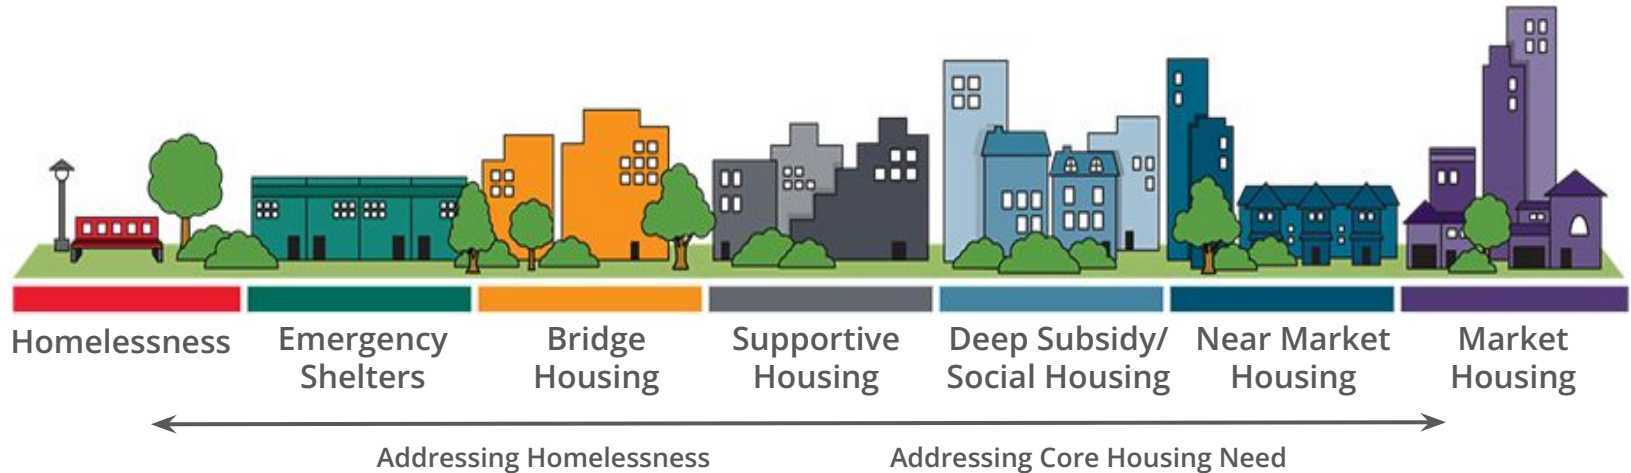 Homelessness
Emergency
Shelters
Bridge
Housing
Supportive
Housing
Deep Subsidy/
Social Housing
Near Market
Housing
Market
Housing
Addressing Homelessness
Addressing Core Housing Need